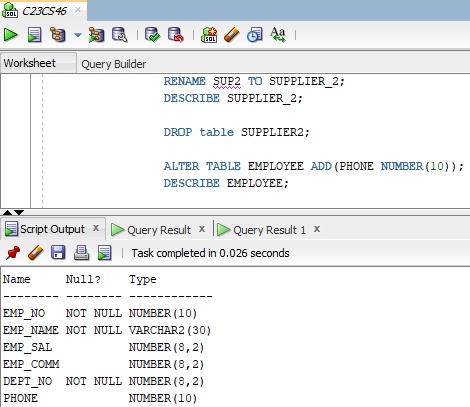 C23CS46
SQL
Worksheet Query Builder
RENAME SUP2 TO SUPPLIER_2;
DESCRIBE SUPPLIER_2;
DROP table SUPPLIER2;
ALTER TABLE EMPLOYEE ADD(PHONE NUMBER(10));
DESCRIBE EMPLOYEE;
Script Output x Query Result x Query Result 1 x
Task completed in 0.026 seconds
Name Null? Type
-------- -------- ------------
EMP_NO NOT NULL NUMBER(10)
EMP_NAME NOT NULL VARCHAR2(30)
EMP_SAL NUMBER(8,2)
EMP_COMM NUMBER(8,2)
DEPT_NO NOT NULL NUMBER(8,2)
PHONE NUMBER(10)